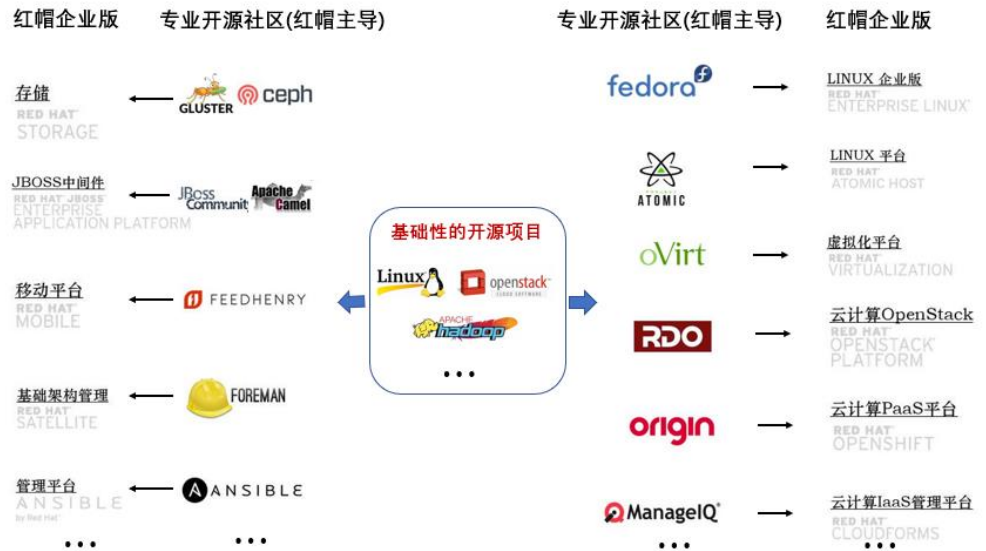 红帽企业版
专业开源社区(红帽主导)
专业开源社区(红帽主导)
红帽企业版
存储
RED HAT
STORAGE
GLUSTER
ceph
JBOSS中间件
RED HAT JBOSS
ENTERPRISE
APPLICATION PLATFORM
JBoss
Community
Apache
Camel
移动平台
RED HAT
MOBILE
FEEDHENRY
基础架构管理
RED HAT
SATELLITE
FOREMAN
管理平台
ANSIBLE
by Red Hat
ANSIBLE
•••
•••
基础性的开源项目
Linux
openstack
CLOUD SOFTWARE
APACHE
hadoop
•••
fedora
LINUX 企业版
RED HAT
ENTERPRISE LINUX
ATOMIC
LINUX 平台
RED HAT
ATOMIC HOST
oVirt
虚拟化平台
RED HAT
VIRTUALIZATION
RDO
云计算OpenStack
RED HAT
OPENSTACK
PLATFORM
ORIGIN
云计算PaaS平台
RED HAT
OPENSHIFT
ManageIQ
云计算IaaS管理平台
RED HAT
CLOUDFORMS
•••
•••